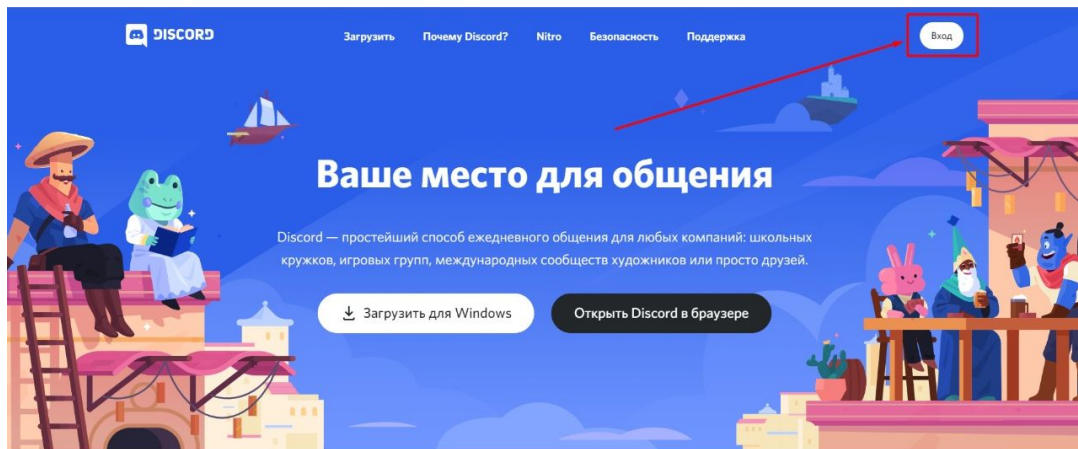 DISCORD
Загрузить Почему Discord? Nitro Безопасность Поддержка Вход
Ваше место для общения
Discord — простейший способ ежедневного общения для любых компаний: школьных
кружков, игровых групп, международных сообществ художников или просто друзей.
Загрузить для Windows Открыть Discord в браузере